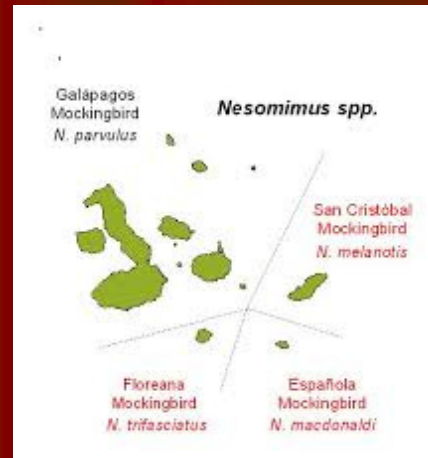 Galápagos
Mockingbird
N. parvulus
Nesomimus spp.
San Cristóbal
Mockingbird
N. melanotis
Floreana
Mockingbird
N. trifasciatus
Española
Mockingbird
N. macdonaldi